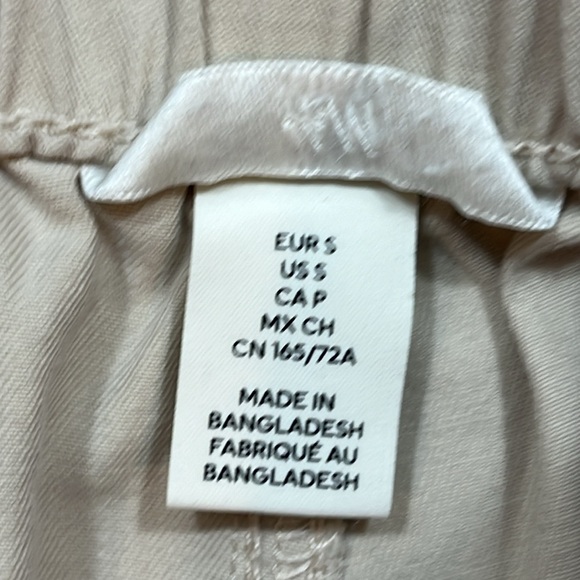 EUR S
US S
CA P
MX CH
CN 165/72A
MADE IN
BANGLADESH
FABRIQUÉ AU
BANGLADESH